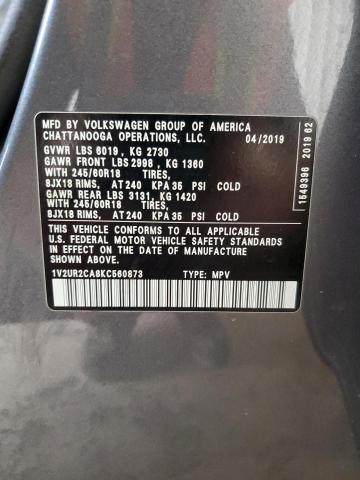 MFD BY VOLKSWAGEN GROUP OF AMERICA
CHATTANOOGA OPERATIONS, LLC. 04/2019
GVWR LBS 6019 , KG 2730
GAWR FRONT LBS 2998 , KG 1360
WITH 245/60R18 TIRES,
8JX18 RIMS, AT 240 KPA 35 PSI COLD
GAWR REAR LBS 3131 , KG 1420
WITH 245/60R18 TIRES,
8JX18 RIMS, AT 240 KPA 35 PSI COLD
THIS VEHICLE CONFORMS TO ALL APPLICABLE
U.S. FEDERAL MOTOR VEHICLE SAFETY STANDARDS
IN EFFECT ON THE DATE OF MANUFACTURE
SHOWN ABOVE.
1V2UR2CA8KC560873 TYPE: MPV
1549396 2019 62